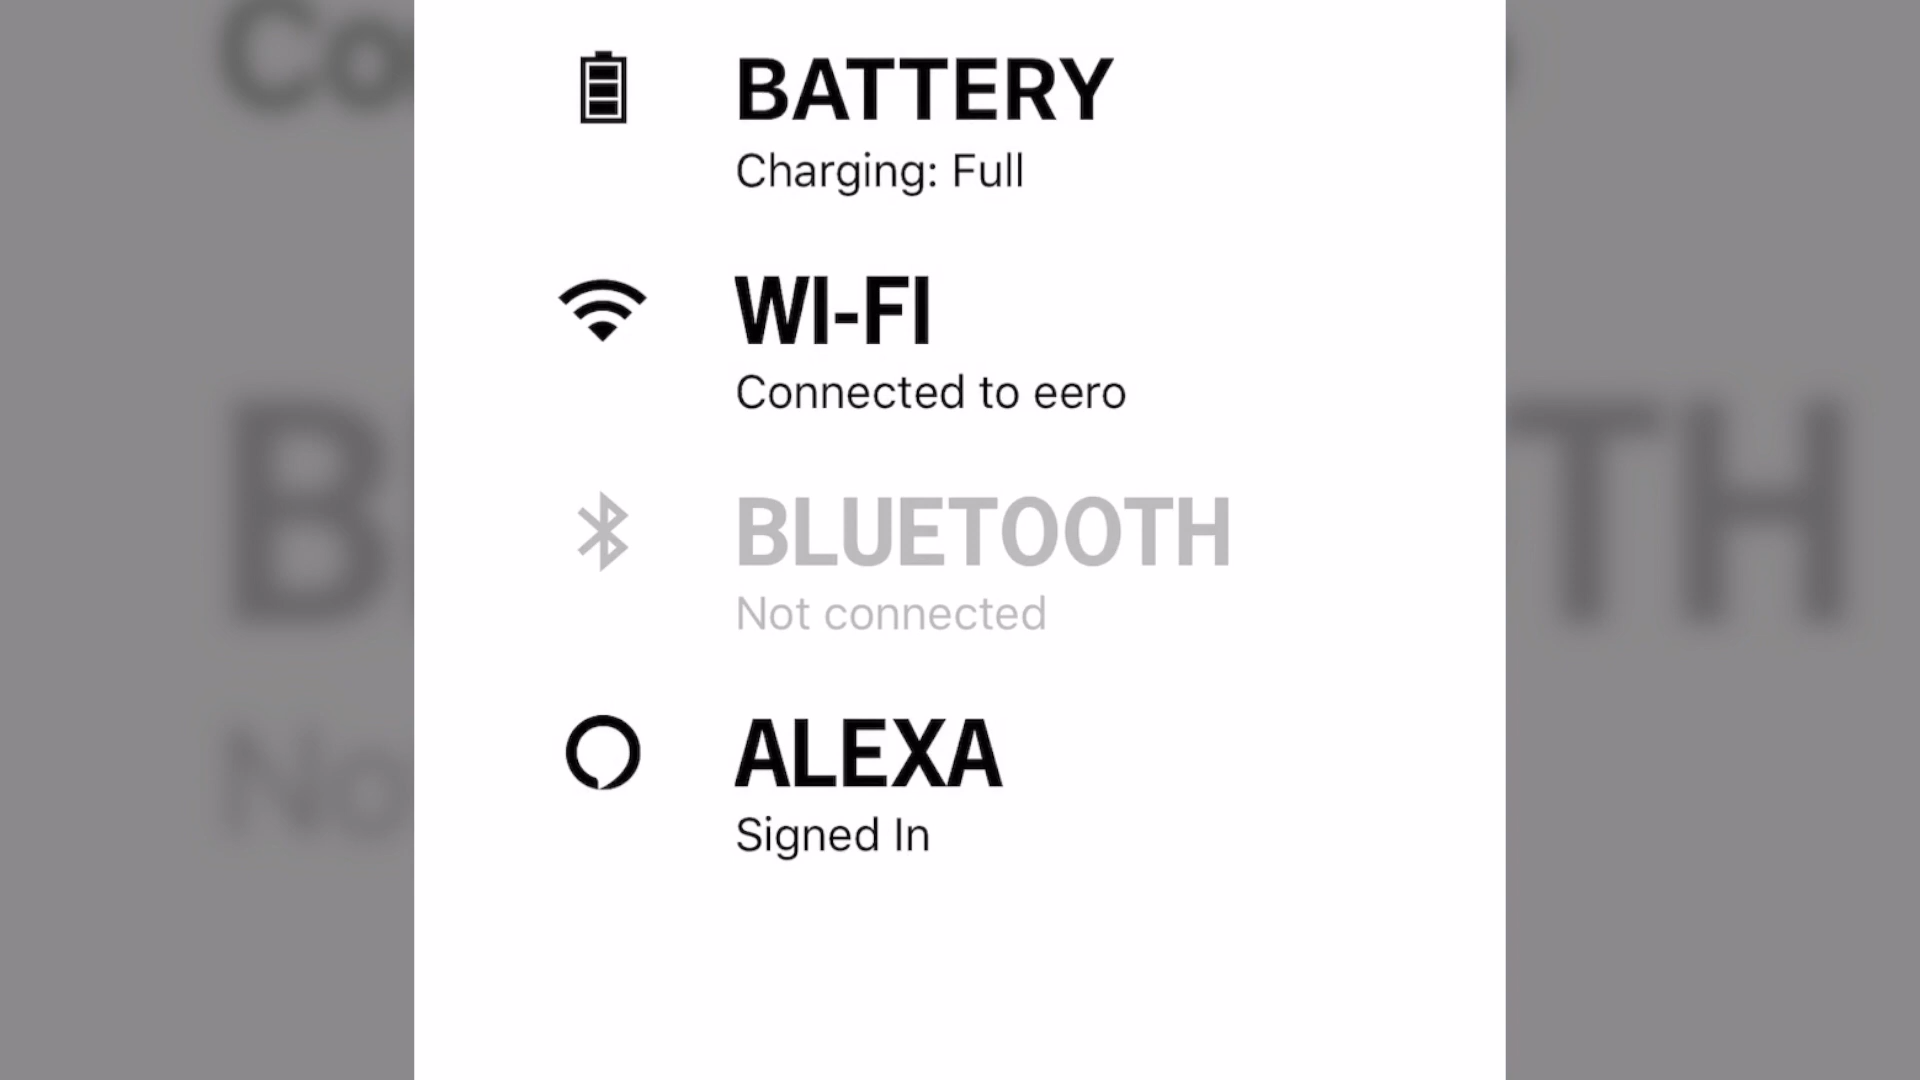 BATTERY
Charging: Full
WI-FI
Connected to eero
BLUETOOTH
Not connected
ALEXA
Signed In